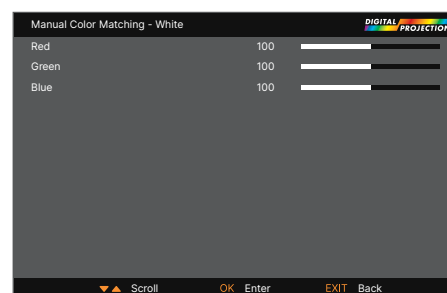 Manual Color Matching - White
DIGITAL PROJECTION
Red 100
Green 100
Blue 100
Scroll OK Enter EXIT Back